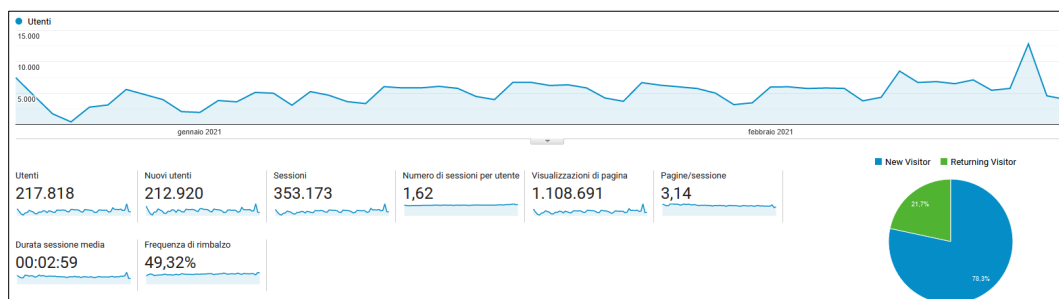 Utenti
15.000
10.000
5.000
gennaio 2021
febbraio 2021
New Visitor
Returning Visitor
Utenti
217.818
Nuovi utenti
212.920
Sessioni
353.173
Numero di sessioni per utente
1,62
Visualizzazioni di pagina
1.108.691
Pagine/sessione
3,14
21,7%
78,3%
Durata sessione media
00:02:59
Frequenza di rimbalzo
49,32%